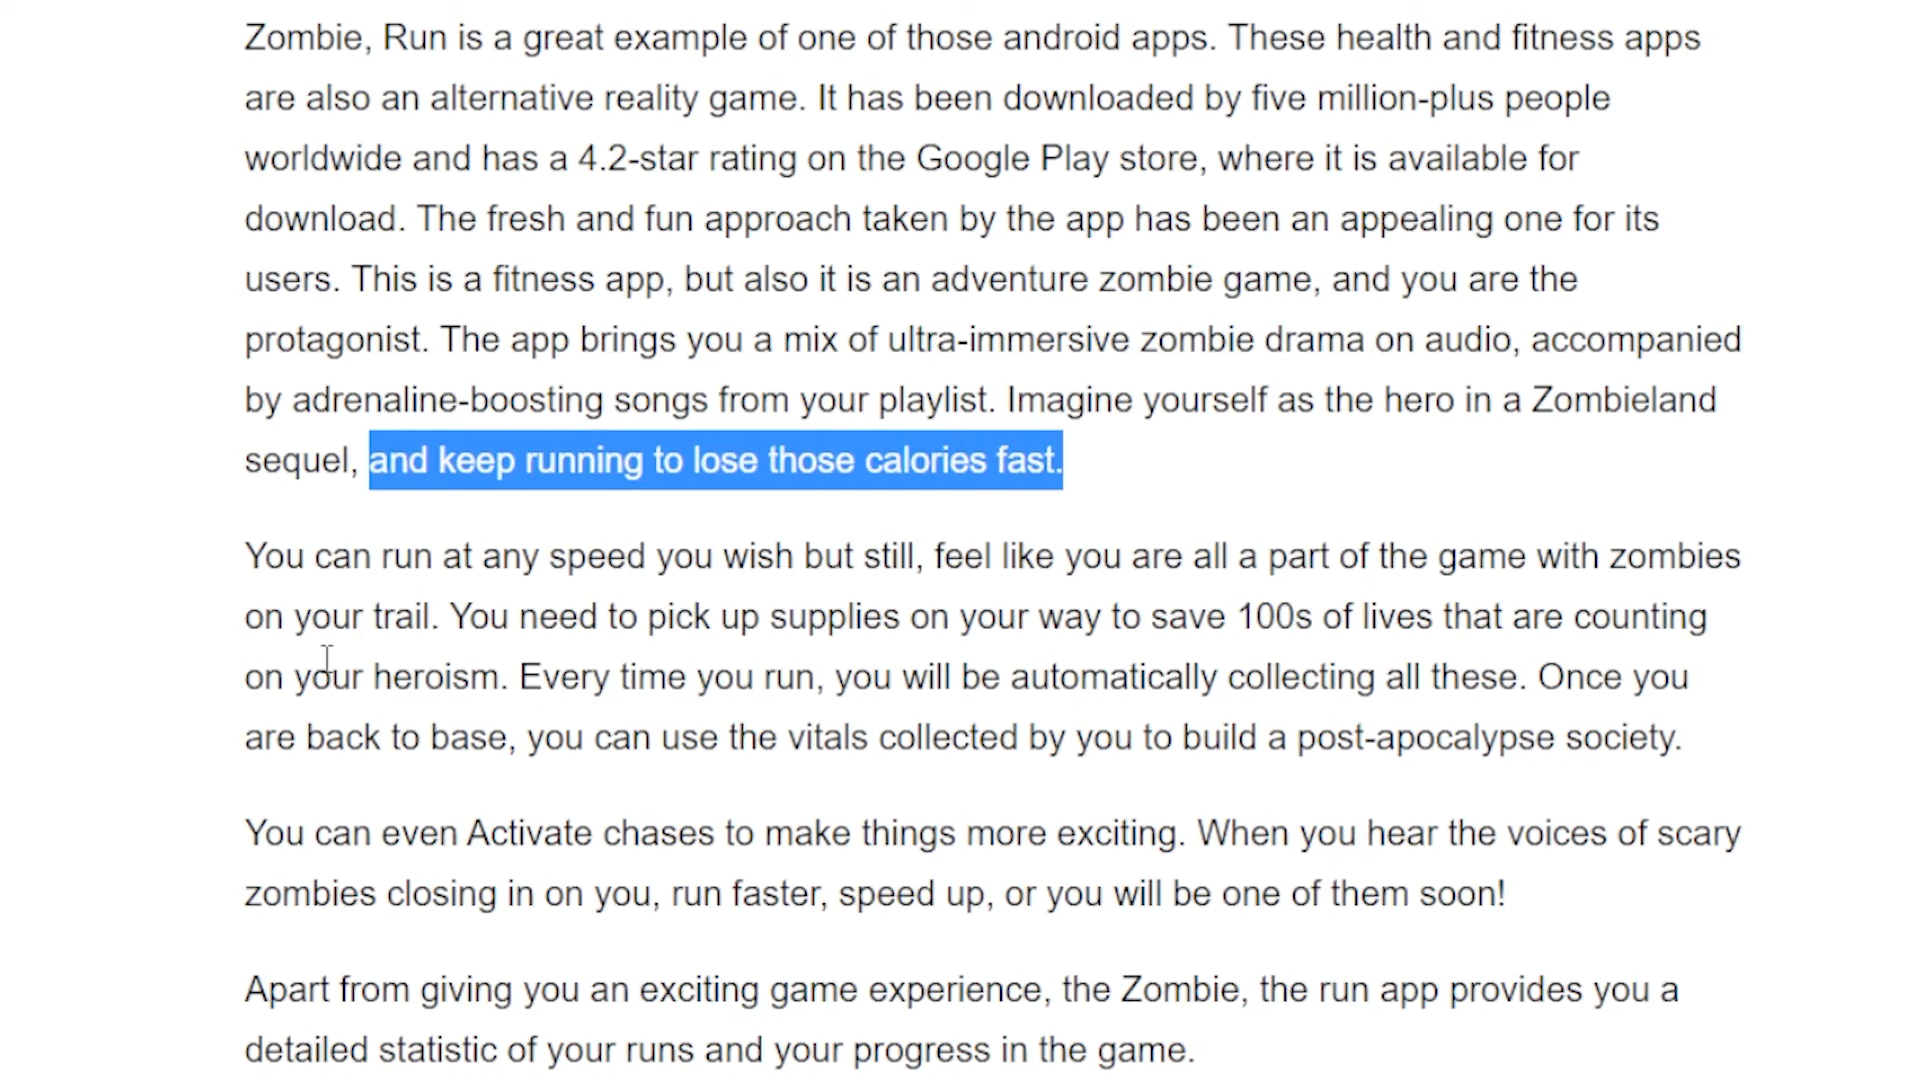 Zombie, Run is a great example of one of those android apps. These health and fitness apps
are also an alternative reality game. It has been downloaded by five million-plus people
worldwide and has a 4.2-star rating on the Google Play store, where it is available for
download. The fresh and fun approach taken by the app has been an appealing one for its
users. This is a fitness app, but also it is an adventure zombie game, and you are the
protagonist. The app brings you a mix of ultra-immersive zombie drama on audio, accompanied
by adrenaline-boosting songs from your playlist. Imagine yourself as the hero in a Zombieland
sequel, and keep running to lose those calories fast.
You can run at any speed you wish but still, feel like you are all a part of the game with zombies
on your trail. You need to pick up supplies on your way to save 100s of lives that are counting
on your heroism. Every time you run, you will be automatically collecting all these. Once you
are back to base, you can use the vitals collected by you to build a post-apocalypse society.
You can even Activate chases to make things more exciting. When you hear the voices of scary
zombies closing in on you, run faster, speed up, or you will be one of them soon!
Apart from giving you an exciting game experience, the Zombie, the run app provides you a
detailed statistic of your runs and your progress in the game.